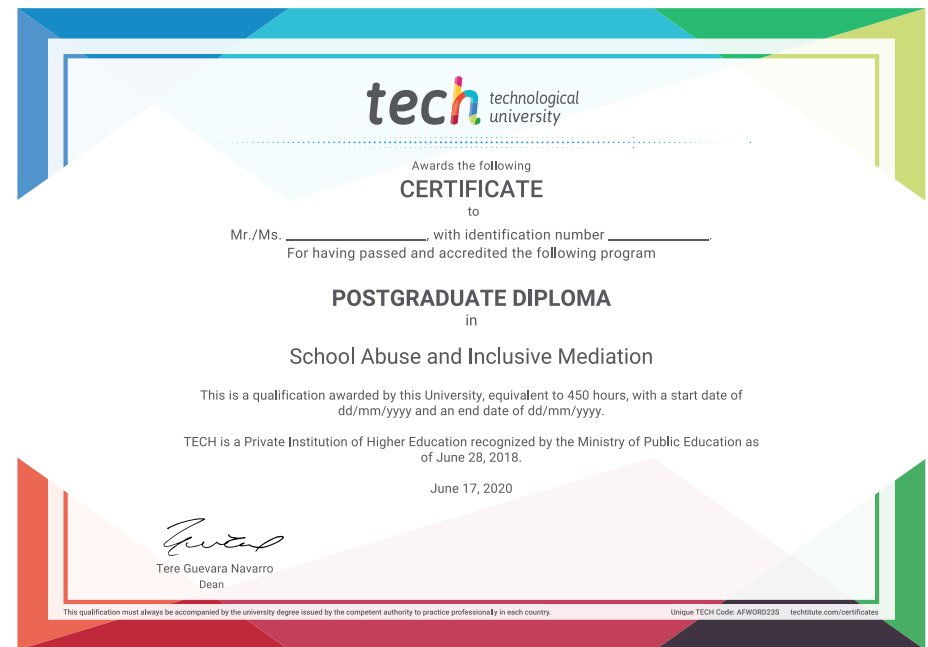 tech technological
university
Awards the following
CERTIFICATE
to
Mr./Ms. ____________________, with identification number ______________.
For having passed and accredited the following program
POSTGRADUATE DIPLOMA
in
School Abuse and Inclusive Mediation
This is a qualification awarded by this University, equivalent to 450 hours, with a start date of
dd/mm/yyyy and an end date of dd/mm/yyyy.
TECH is a Private Institution of Higher Education recognized by the Ministry of Public Education as
of June 28, 2018.
June 17, 2020
Tere Guevara Navarro
Dean
This qualification must always be accompanied by the university degree issued by the competent authority to practice professionally in each country.
Unique TECH Code: AFWORD23S techtitute.com/certificates